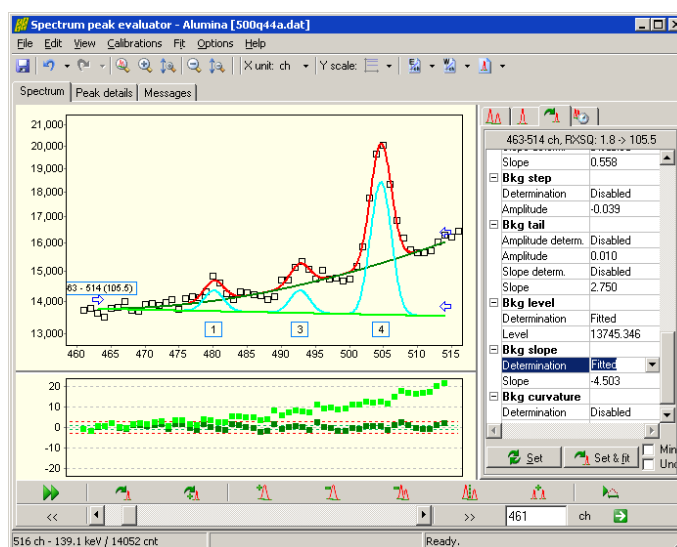 Spectrum peak evaluator - Alumina [500q44a.dat]
File Edit View Calibrations Fit Options Help
X unit: ch Y scale:
Spectrum Peak details Messages
463-514 ch, RXSQ: 1.8 -> 105.5
Slope 0.558
Bkg step
Determination Disabled
Amplitude -0.039
Bkg tail
Amplitude determ. Disabled
Amplitude 0.010
Slope determ. Disabled
Slope 2.750
Bkg level
Determination Fitted
Level 13745.346
Bkg slope
Determination Fitted
Slope -4.503
Bkg curvature
Determination Disabled
Set Set & fit Min
Unc
21,000
20,000
19,000
18,000
17,000
16,000
15,000
14,000
13,000
63 - 514 (105.5)
1 3 4
460 465 470 475 480 485 490 495 500 505 510 515
20
10
0
-10
-20
<< >> 461 ch
516 ch - 139.1 keV / 14052 cnt Ready.